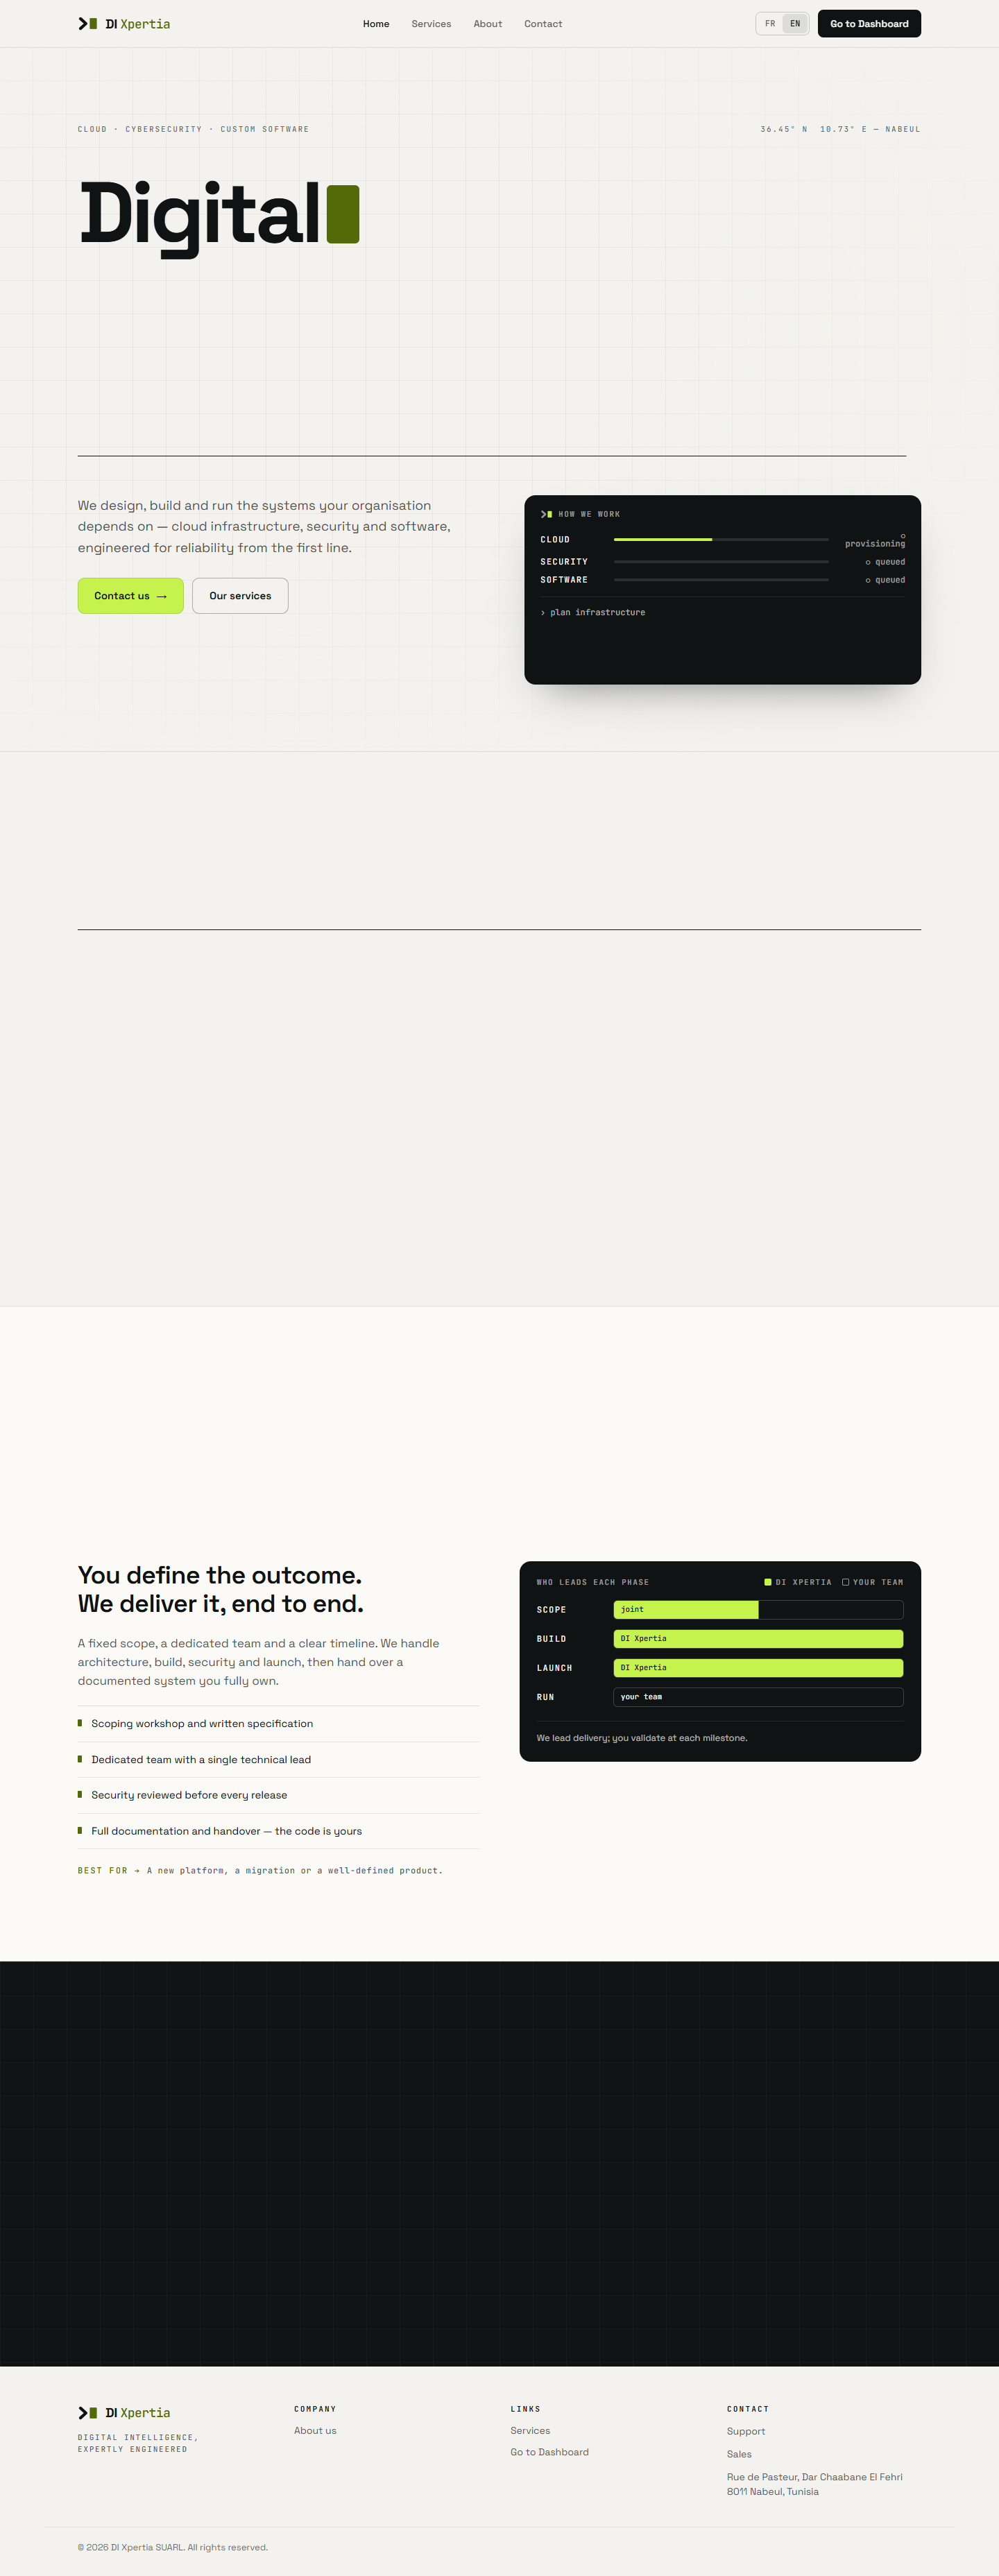 DI Xpertia
Home Services About Contact
FR EN
Go to Dashboard
CLOUD · CYBERSECURITY · CUSTOM SOFTWARE
36.45° N 10.73° E — NABEUL
Digital
We design, build and run the systems your organisation
depends on — cloud infrastructure, security and software,
engineered for reliability from the first line.
Contact us →
Our services
HOW WE WORK
CLOUD ○ provisioning
SECURITY ○ queued
SOFTWARE ○ queued
› plan infrastructure
You define the outcome.
We deliver it, end to end.
A fixed scope, a dedicated team and a clear timeline. We handle
architecture, build, security and launch, then hand over a
documented system you fully own.
Scoping workshop and written specification
Dedicated team with a single technical lead
Security reviewed before every release
Full documentation and handover — the code is yours
BEST FOR → A new platform, a migration or a well-defined product.
WHO LEADS EACH PHASE
DI XPERTIA YOUR TEAM
SCOPE joint
BUILD DI Xpertia
LAUNCH DI Xpertia
RUN your team
We lead delivery; you validate at each milestone.
DI Xpertia
DIGITAL INTELLIGENCE,
EXPERTLY ENGINEERED
COMPANY
About us
LINKS
Services
Go to Dashboard
CONTACT
Support
Sales
Rue de Pasteur, Dar Chaabane El Fehri
8011 Nabeul, Tunisia
© 2026 DI Xpertia SUARL. All rights reserved.